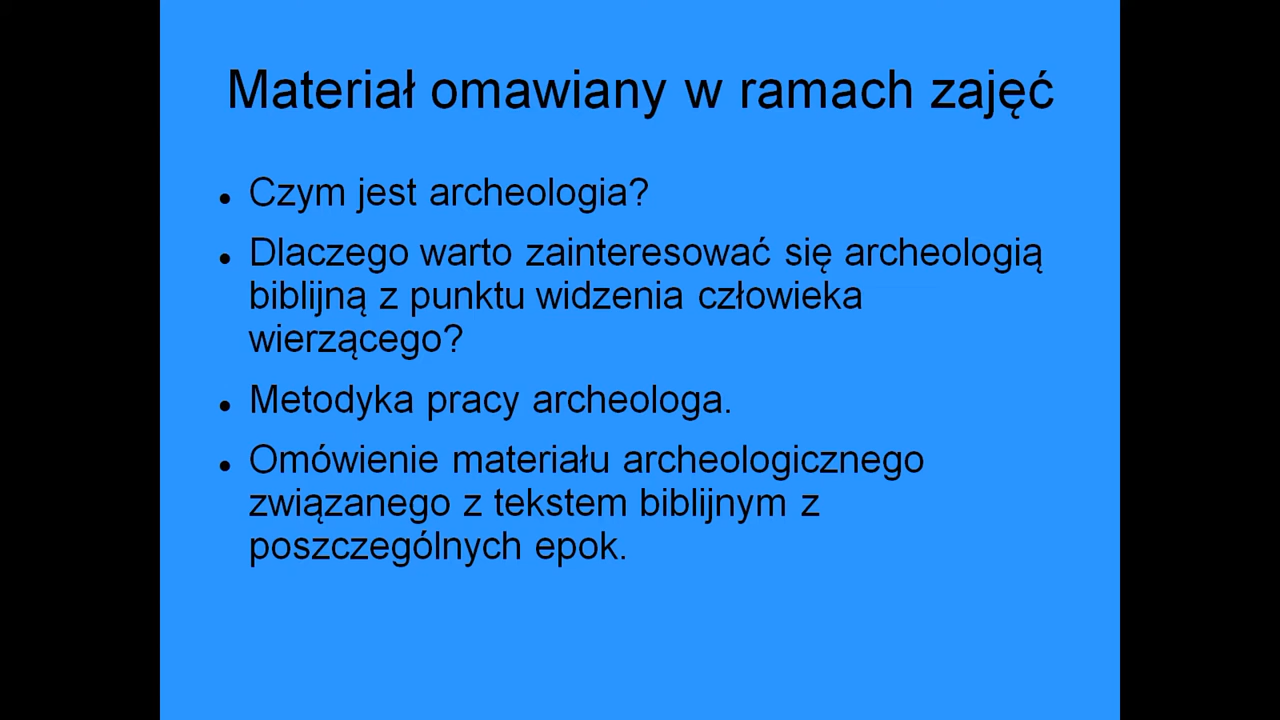 Materiał omawiany w ramach zajęć
Czym jest archeologia?
Dlaczego warto zainteresować się archeologią
biblijną z punktu widzenia człowieka
wierzącego?
Metodyka pracy archeologa.
Omówienie materiału archeologicznego
związanego z tekstem biblijnym z
poszczególnych epok.